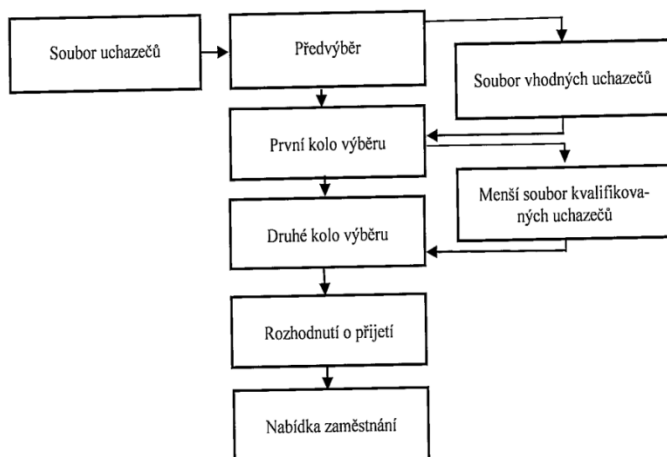 Soubor uchazečů
Předvýběr
Soubor vhodných uchazečů
První kolo výběru
Menší soubor kvalifikova-
ných uchazečů
Druhé kolo výběru
Rozhodnutí o přijetí
Nabídka zaměstnání